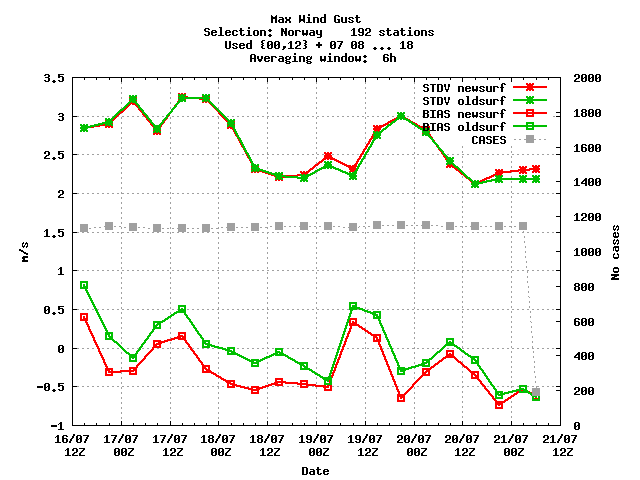 Max Wind Gust
Selection: Norway 192 stations
Used {00,12} + 07 08 ... 18
Averaging window: 6h
STDV newsurf
STDV oldsurf
BIAS newsurf
BIAS oldsurf
CASES
3.5
3
2.5
2
1.5
1
0.5
0
-0.5
-1
m/s
2000
1800
1600
1400
1200
1000
800
600
400
200
0
No cases
16/07 17/07 17/07 18/07 18/07 19/07 19/07 20/07 20/07 21/07 21/07
12Z 00Z 12Z 00Z 12Z 00Z 12Z 00Z 12Z 00Z 12Z
Date